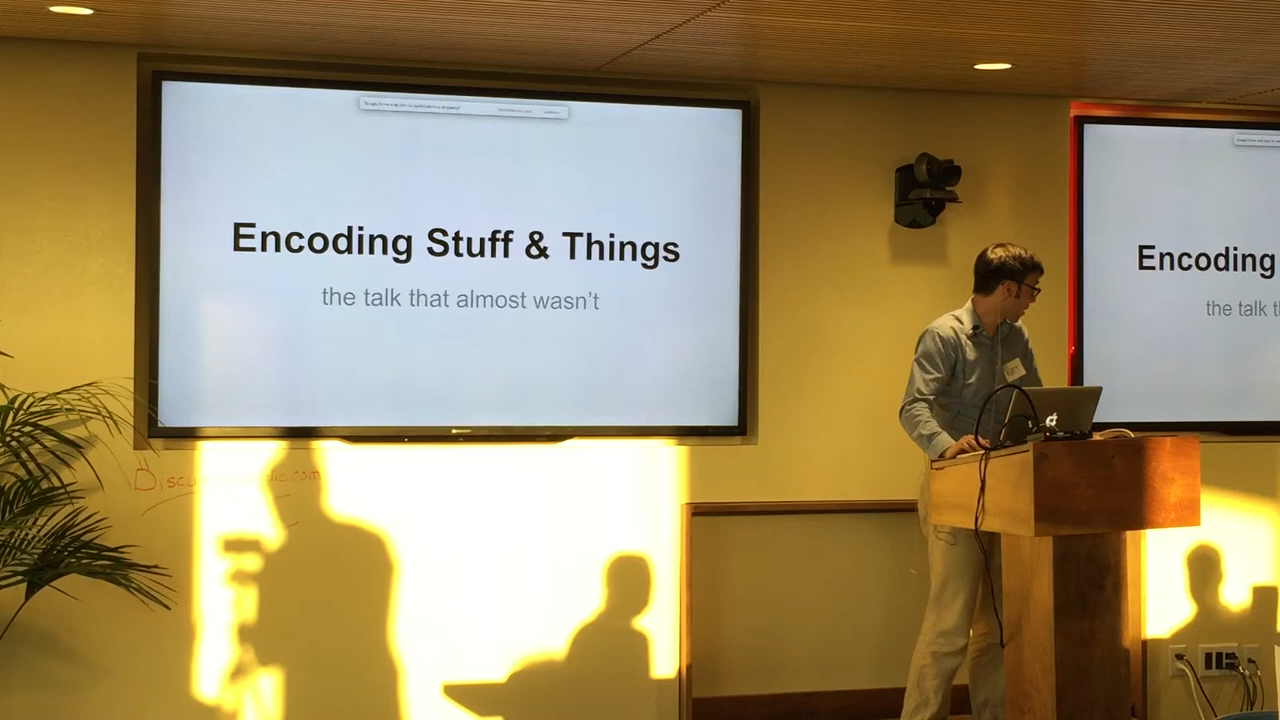 Encoding Stuff & Things
the talk that almost wasn't
Encoding
the talk t